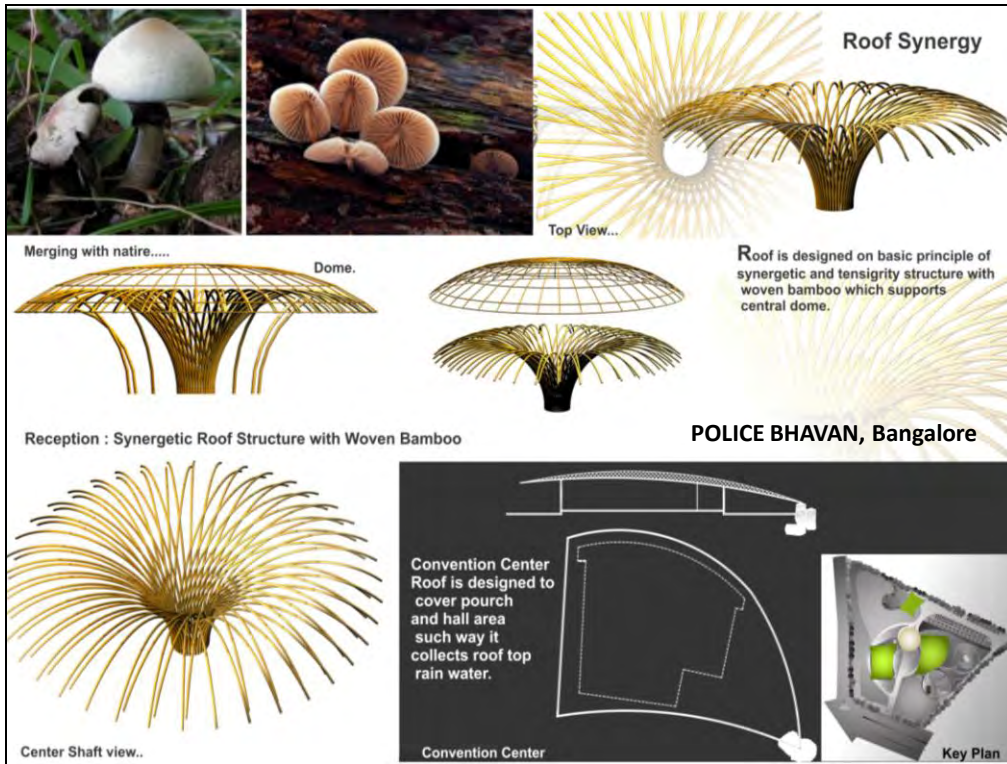 Roof Synergy
Top View...
Merging with natire.....
Dome.
Roof is designed on basic principle of
synergetic and tensigrity structure with
woven bamboo which supports
central dome.
Reception : Synergetic Roof Structure with Woven Bamboo
POLICE BHAVAN, Bangalore
Convention Center
Roof is designed to
cover pourch
and hall area
such way it
collects roof top
rain water.
Center Shaft view..
Convention Center
Key Plan